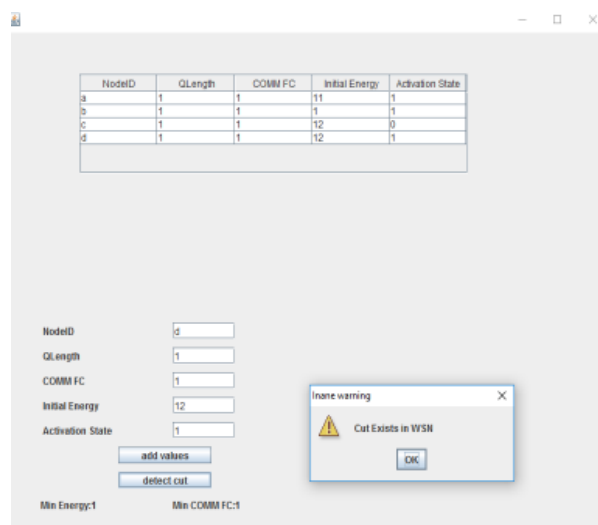 NodeID QLength COMM FC Initial Energy Activation State
a 1 1 11 1
b 1 1 1 1
c 1 1 12 0
d 1 1 12 1
NodeID d
QLength 1
COMM FC 1
Inane warning
Initial Energy 12
Cut Exists in WSN
Activation State 1
add values
OK
detect cut
Min Energy:1 Min COMM FC:1